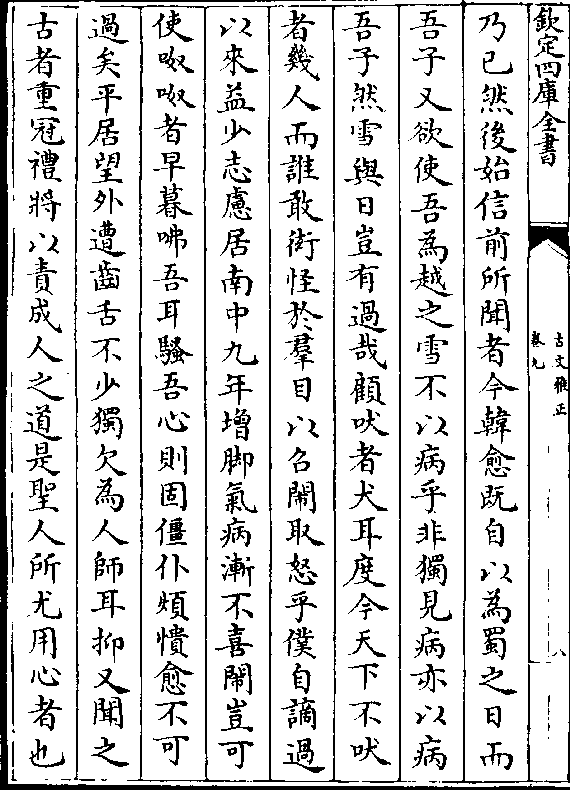 欽定四庫全書
古文雅正
卷九
八
乃已然後始信前所聞者今韓愈既自以為蜀之日而
吾子又欲使吾為越之雪不以病乎非獨見病亦以病
吾子然雪與日豈有過哉顧吠者犬耳度今天下不吠
者幾人而誰敢衒怪於羣目以召鬧取怒乎僕自謫過
以來益少志慮居南中九年增脚氣病漸不喜鬧豈可
使呶呶者早暮咈吾耳騷吾心則固僵仆煩憒愈不可
過矣平居望外遭齒舌不少獨欠為人師耳抑又聞之
古者重冠禮將以責成人之道是聖人所尤用心者也